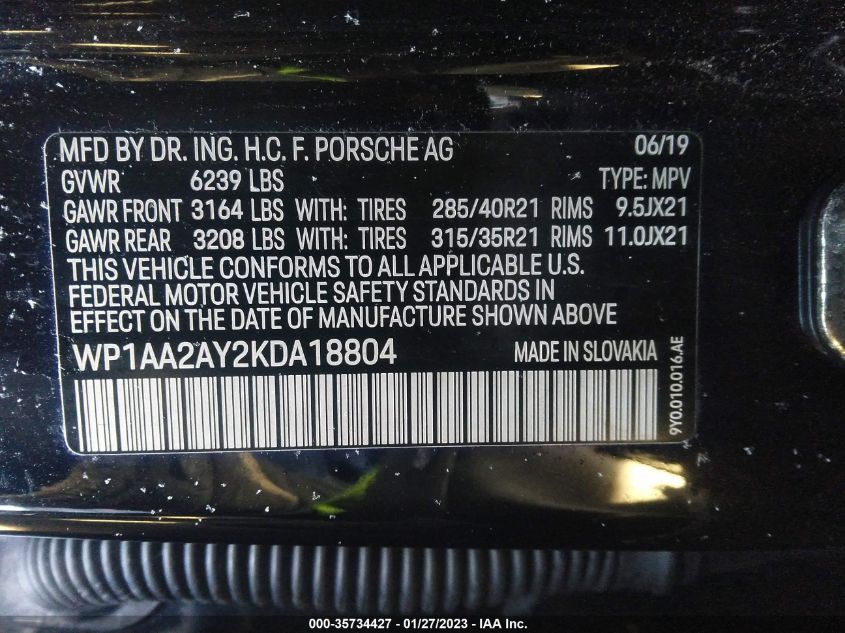 MFD BY DR. ING. H.C. F. PORSCHE AG 06/19
GVWR 6239 LBS TYPE: MPV
GAWR FRONT 3164 LBS WITH: TIRES 285/40R21 RIMS 9.5JX21
GAWR REAR 3208 LBS WITH: TIRES 315/35R21 RIMS 11.0JX21
THIS VEHICLE CONFORMS TO ALL APPLICABLE U.S.
FEDERAL MOTOR VEHICLE SAFETY STANDARDS IN
EFFECT ON THE DATE OF MANUFACTURE SHOWN ABOVE
WP1AA2AY2KDA18804 MADE IN SLOVAKIA
9Y0.010.016.AE
000-35734427 - 01/27/2023 - IAA Inc.